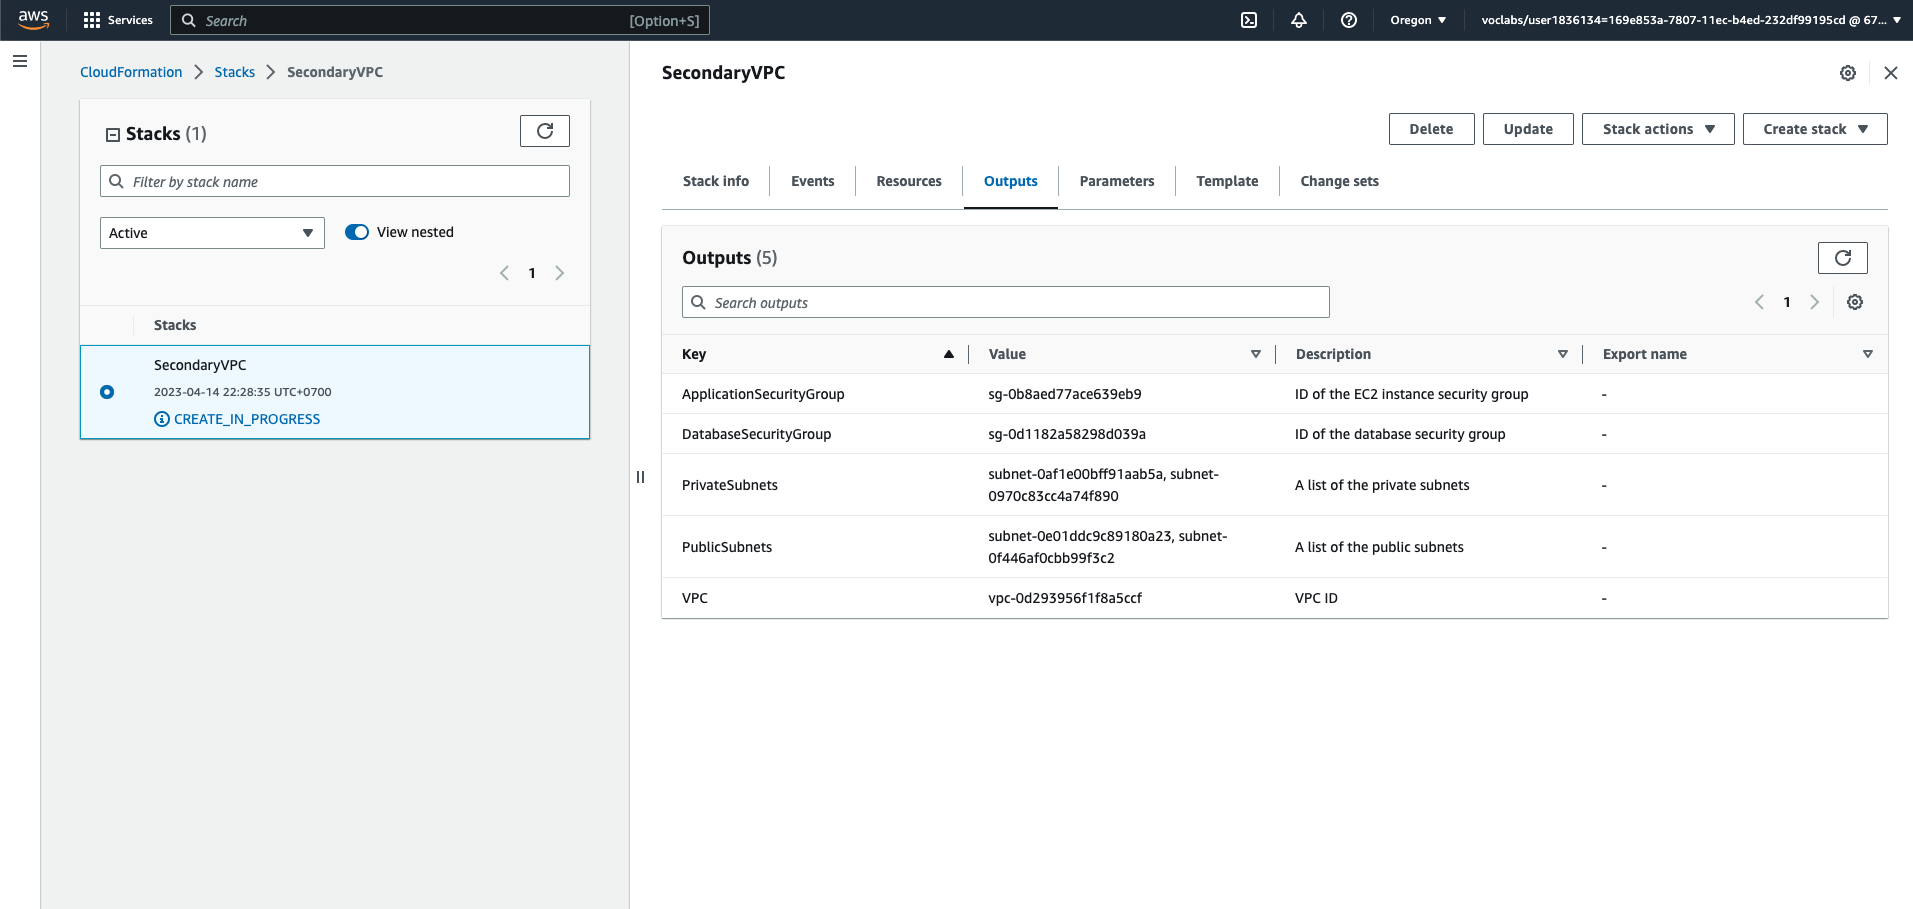 aws
Services
Search
[Option+S]
Oregon
voclabs/user1836134=169e853a-7807-11ec-b4ed-232df99195cd @ 67...
CloudFormation
Stacks
SecondaryVPC
Stacks (1)
Filter by stack name
Active
View nested
1
Stacks
SecondaryVPC
2023-04-14 22:28:35 UTC+0700
CREATE_IN_PROGRESS
SecondaryVPC
Delete
Update
Stack actions
Create stack
Stack info
Events
Resources
Outputs
Parameters
Template
Change sets
Outputs (5)
Search outputs
1
Key
Value
Description
Export name
ApplicationSecurityGroup
sg-0b8aed77ace639eb9
ID of the EC2 instance security group
-
DatabaseSecurityGroup
sg-0d1182a58298d039a
ID of the database security group
-
PrivateSubnets
subnet-0af1e00bff91aab5a, subnet-
0970c83cc4a74f890
A list of the private subnets
-
PublicSubnets
subnet-0e01ddc9c89180a23, subnet-
0f446af0cbb99f3c2
A list of the public subnets
-
VPC
vpc-0d293956f1f8a5ccf
VPC ID
-